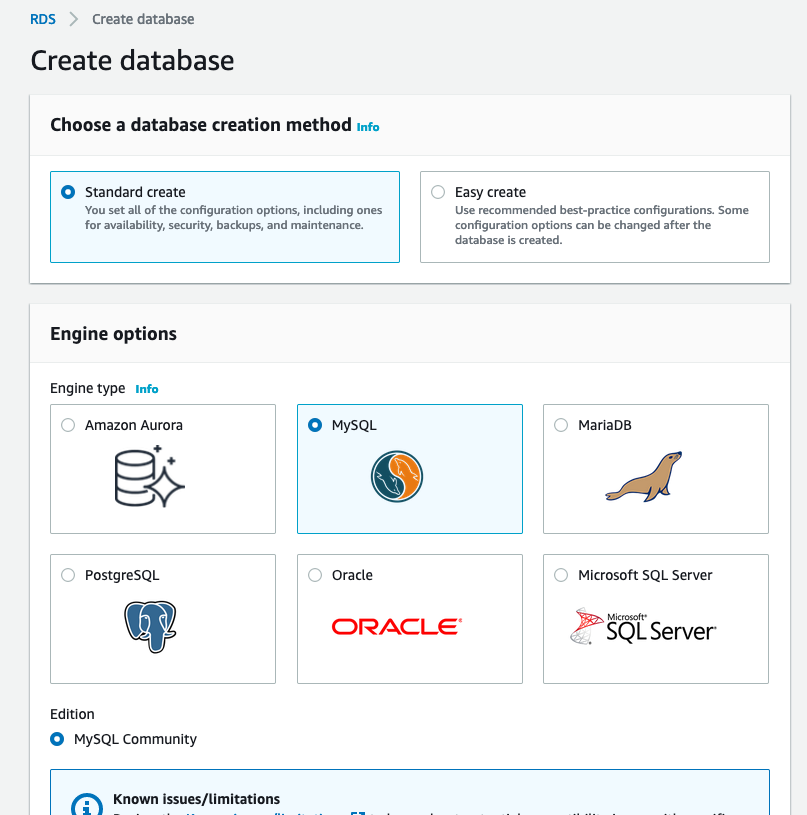 RDS > Create database
Create database
Choose a database creation method Info
Standard create
You set all of the configuration options, including ones
for availability, security, backups, and maintenance.
Easy create
Use recommended best-practice configurations. Some
configuration options can be changed after the
database is created.
Engine options
Engine type Info
Amazon Aurora
MySQL
MariaDB
PostgreSQL
Oracle
ORACLE
Microsoft SQL Server
Microsoft®
SQL Server
Edition
MySQL Community
Known issues/limitations